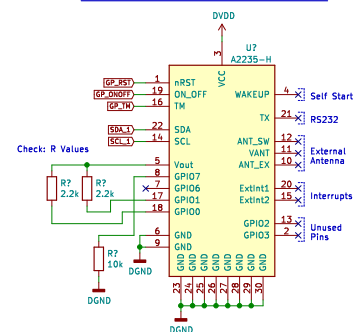 DVDD
U?
A2235-H
3
VCC
GP_RST 1 nRST
GP_ONOFF 19 ON_OFF
GP_TM 16 TM
WAKEUP 4 Self Start
TX 21 RS232
SDA_1 22 SDA
SCL_1 14 SCL
ANT_SW 12
VANT 11 External
ANT_EX 10 Antenna
Check: R Values
5 Vout
8 GPIO7
7 GPIO6
17 GPIO1
18 GPIO0
R? 2.2k
R? 2.2k
ExtInt1 20
ExtInt2 15
Interrupts
GPIO2 13 Unused
GPIO3 2 Pins
6 GND
9 GND
R? 10k
DGND
DGND
GND GND GND GND GND GND GND GND
23 24 25 26 27 28 29 30
DGND